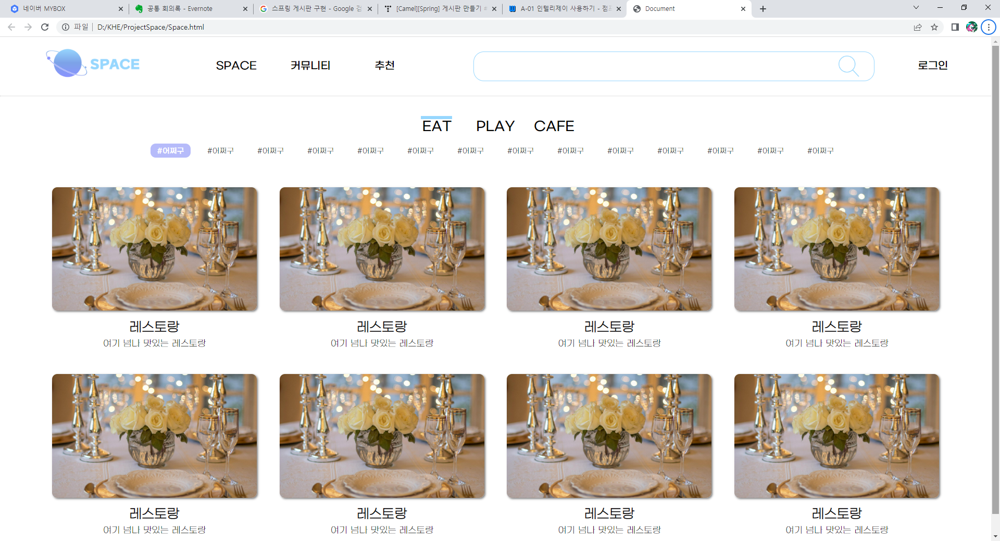 네이버 MYBOX
공통 회의록 - Evernote
스프링 게시판 구현 - Google 검
[Camel][Spring] 게시판 만들기
A-01 인텔리제이 사용하기 - 점프
Document
파일 D:/KHE/ProjectSpace/Space.html
SPACE SPACE 커뮤니티 추천 로그인
EAT PLAY CAFE
#어쩌구 #어쩌구 #어쩌구 #어쩌구 #어쩌구 #어쩌구 #어쩌구 #어쩌구 #어쩌구 #어쩌구 #어쩌구 #어쩌구 #어쩌구 #어쩌구
레스토랑 레스토랑 레스토랑 레스토랑
여기 넘나 맛있는 레스토랑 여기 넘나 맛있는 레스토랑 여기 넘나 맛있는 레스토랑 여기 넘나 맛있는 레스토랑
레스토랑 레스토랑 레스토랑 레스토랑
여기 넘나 맛있는 레스토랑 여기 넘나 맛있는 레스토랑 여기 넘나 맛있는 레스토랑 여기 넘나 맛있는 레스토랑